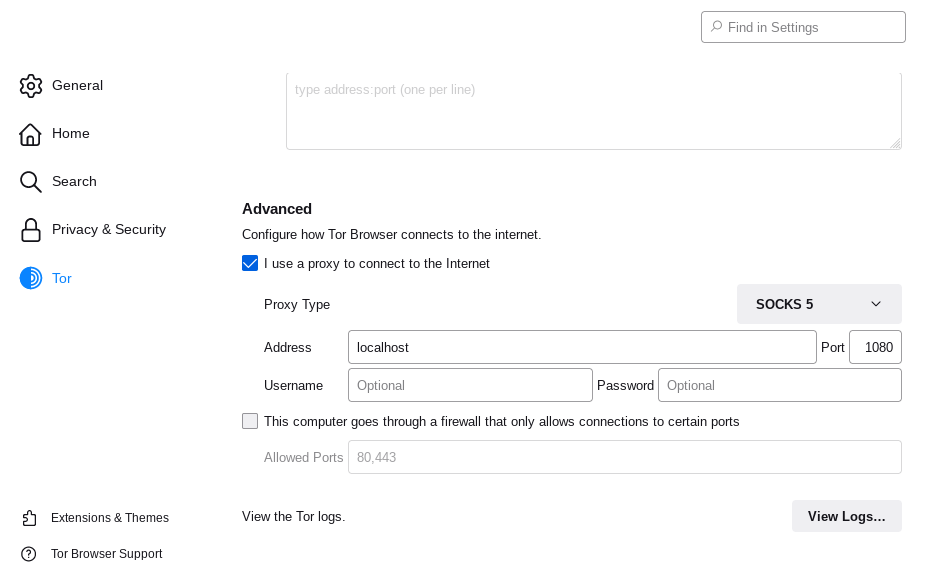 Find in Settings
General
Home
Search
Privacy & Security
Tor
type address:port (one per line)
Advanced
Configure how Tor Browser connects to the internet.
I use a proxy to connect to the Internet
Proxy Type SOCKS 5
Address localhost Port 1080
Username Optional Password Optional
This computer goes through a firewall that only allows connections to certain ports
Allowed Ports 80,443
View the Tor logs. View Logs…
Extensions & Themes
Tor Browser Support